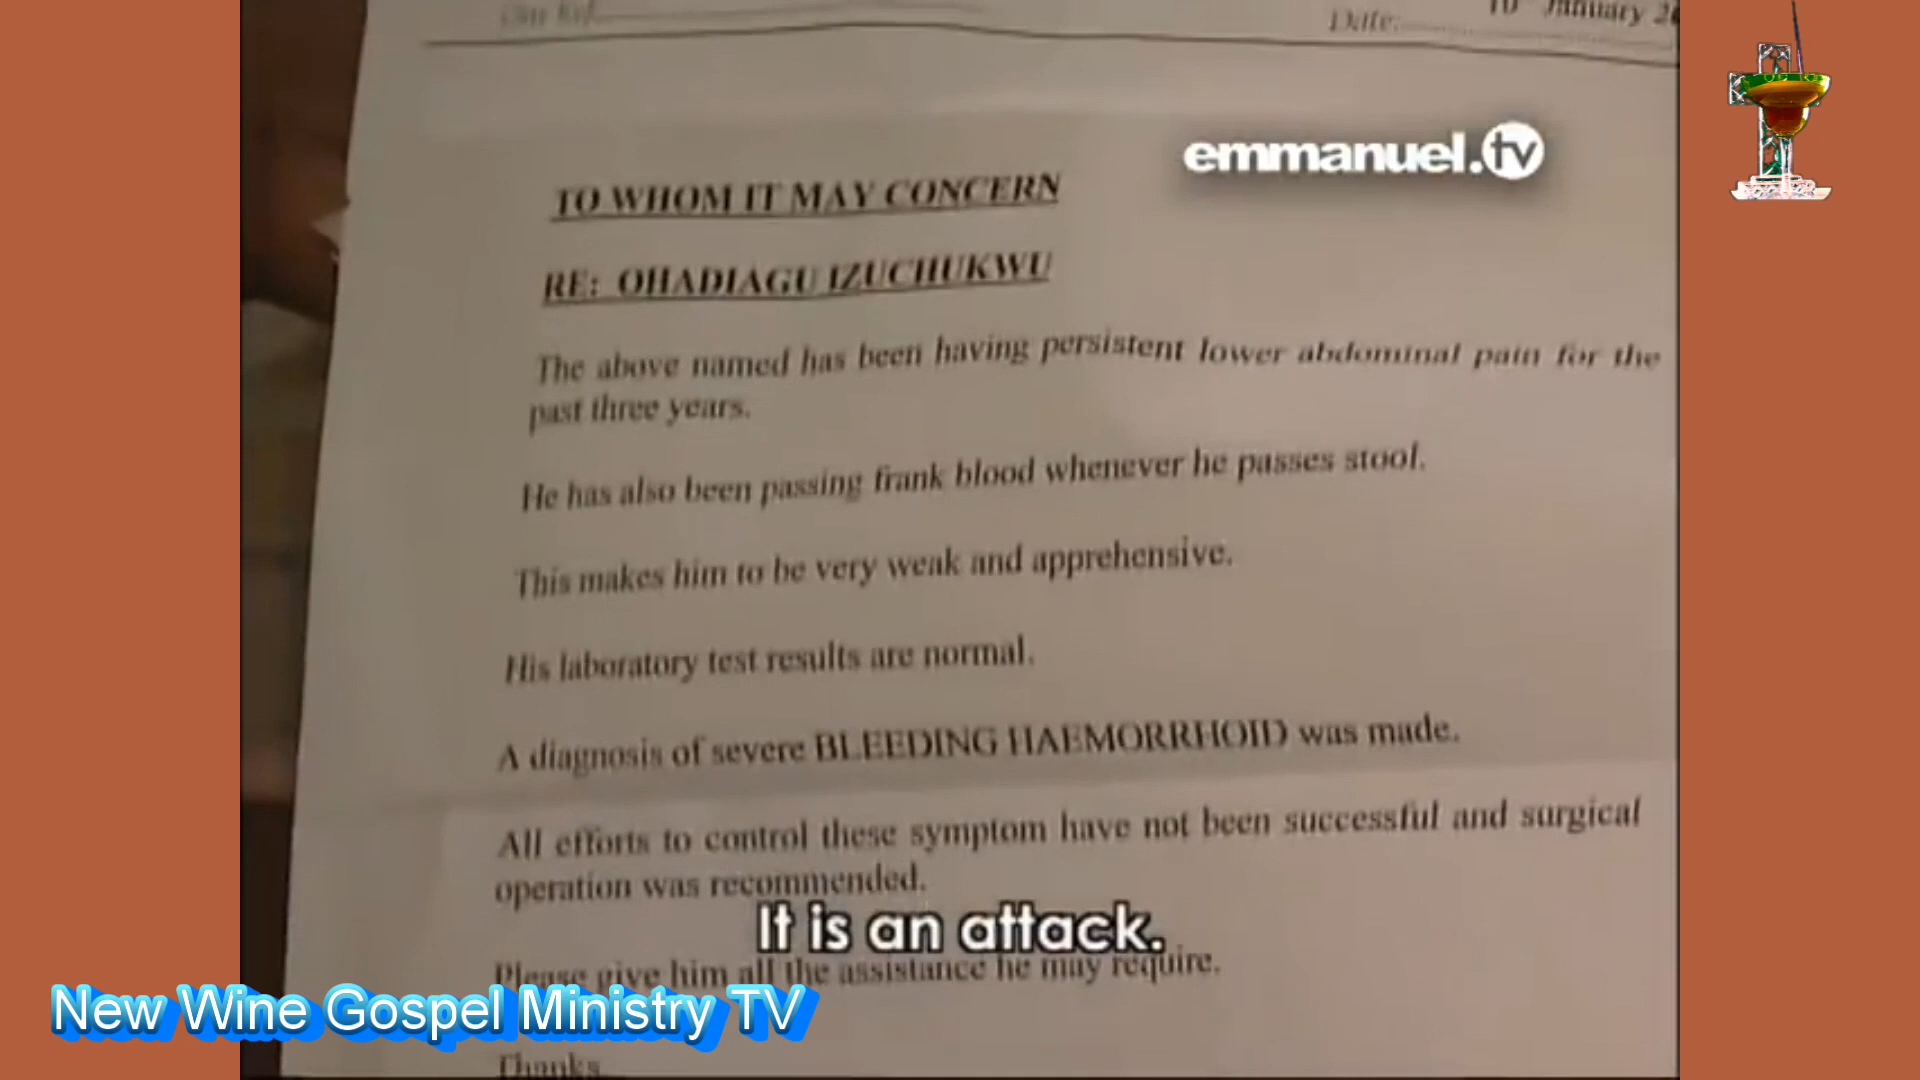 Our Ref.
Date: 10 January
emmanuel.tv
TO WHOM IT MAY CONCERN
RE: OHADIAGU IZUCHUKWU
The above named has been having persistent lower abdominal pain for the
past three years.
He has also been passing frank blood whenever he passes stool.
This makes him to be very weak and apprehensive.
His laboratory test results are normal.
A diagnosis of severe BLEEDING HAEMORRHOID was made.
All efforts to control these symptom have not been successful and surgical
operation was recommended.
It is an attack.
Please give him all the assistance he may require.
New Wine Gospel Ministry TV
Thanks.